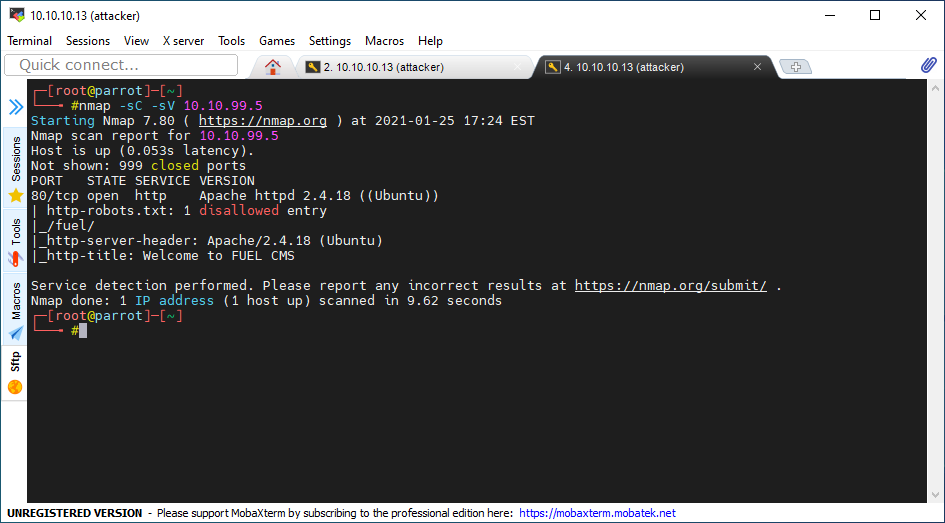 10.10.10.13 (attacker)
Terminal Sessions View X server Tools Games Settings Macros Help
Quick connect... 2. 10.10.10.13 (attacker) 4. 10.10.10.13 (attacker)
Sessions
Tools
Macros
Sftp
┌─[root@parrot]─[~]
└──╼ #nmap -sC -sV 10.10.99.5
Starting Nmap 7.80 ( https://nmap.org ) at 2021-01-25 17:24 EST
Nmap scan report for 10.10.99.5
Host is up (0.053s latency).
Not shown: 999 closed ports
PORT   STATE SERVICE VERSION
80/tcp open  http    Apache httpd 2.4.18 ((Ubuntu))
| http-robots.txt: 1 disallowed entry
|_/fuel/
|_http-server-header: Apache/2.4.18 (Ubuntu)
|_http-title: Welcome to FUEL CMS
Service detection performed. Please report any incorrect results at https://nmap.org/submit/ .
Nmap done: 1 IP address (1 host up) scanned in 9.62 seconds
┌─[root@parrot]─[~]
└──╼ #
UNREGISTERED VERSION - Please support MobaXterm by subscribing to the professional edition here: https://mobaxterm.mobatek.net